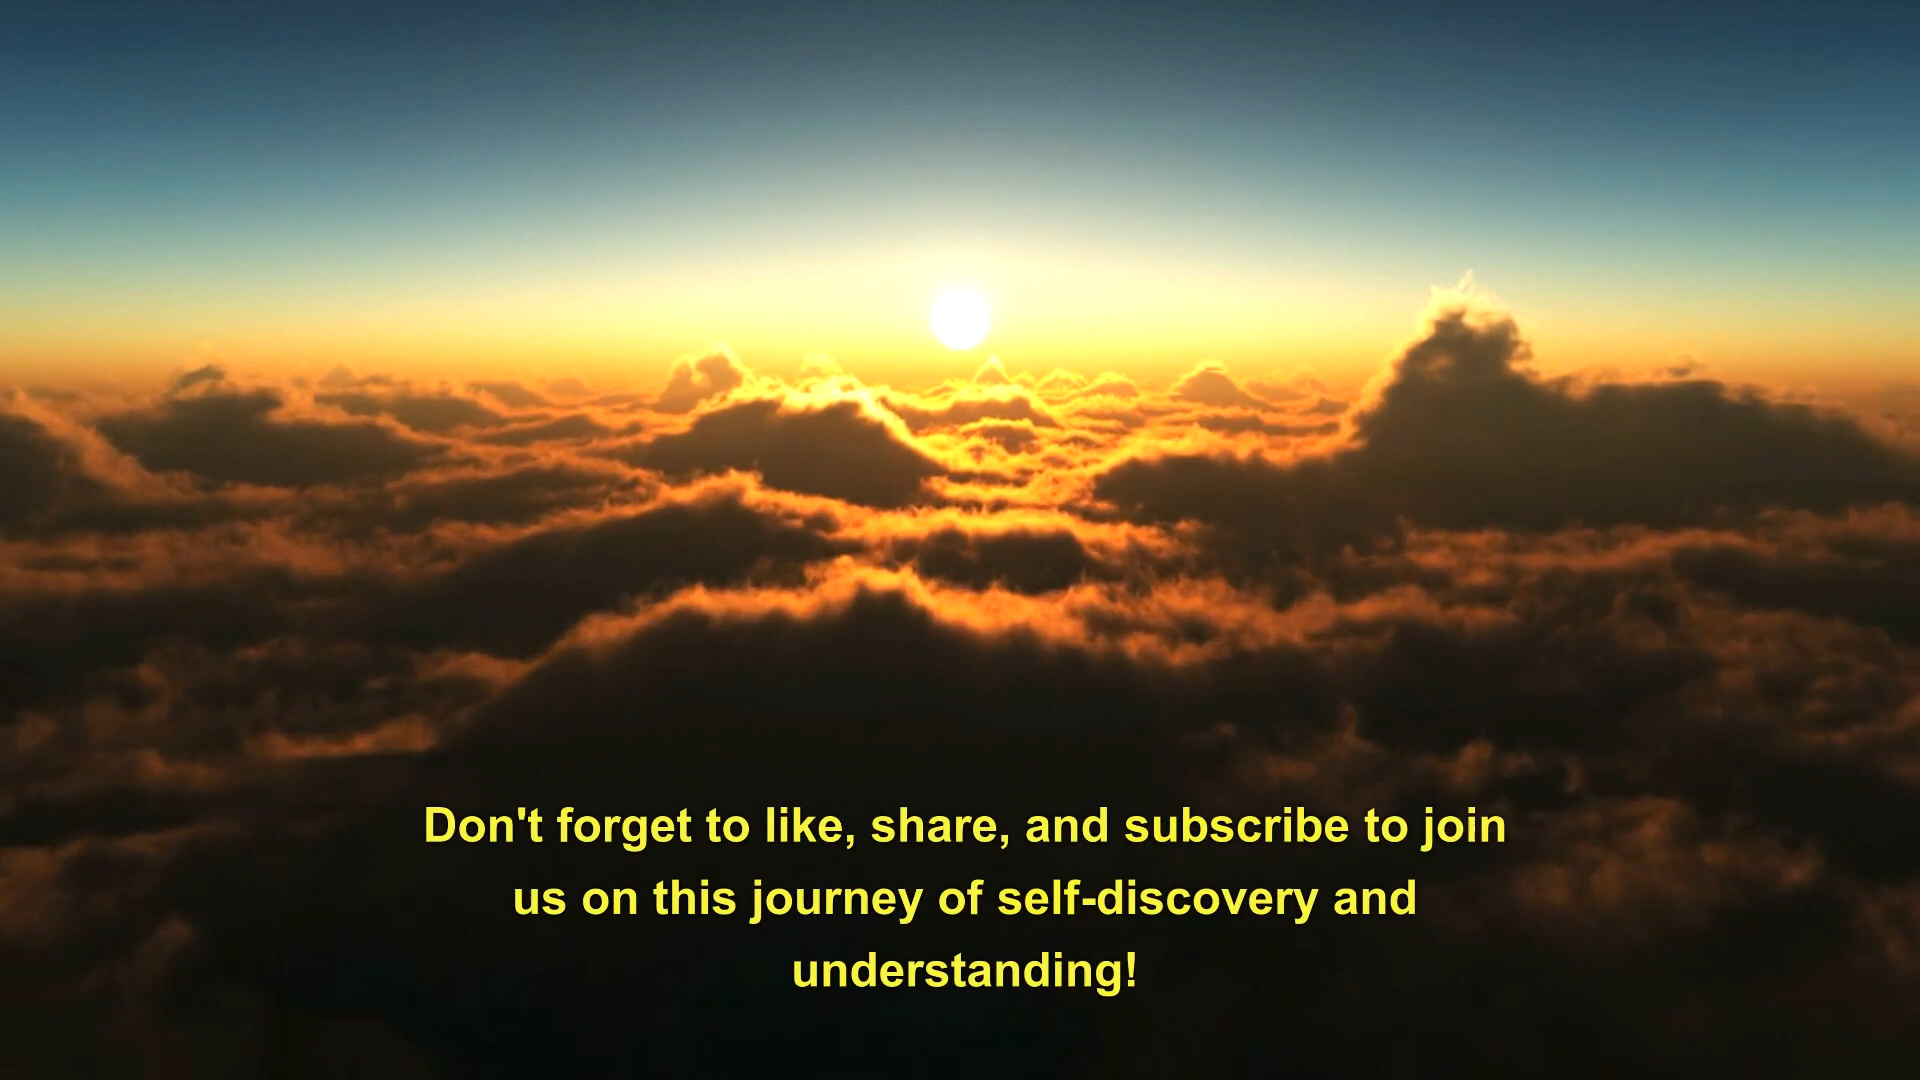 Don't forget to like, share, and subscribe to join
us on this journey of self-discovery and
understanding!